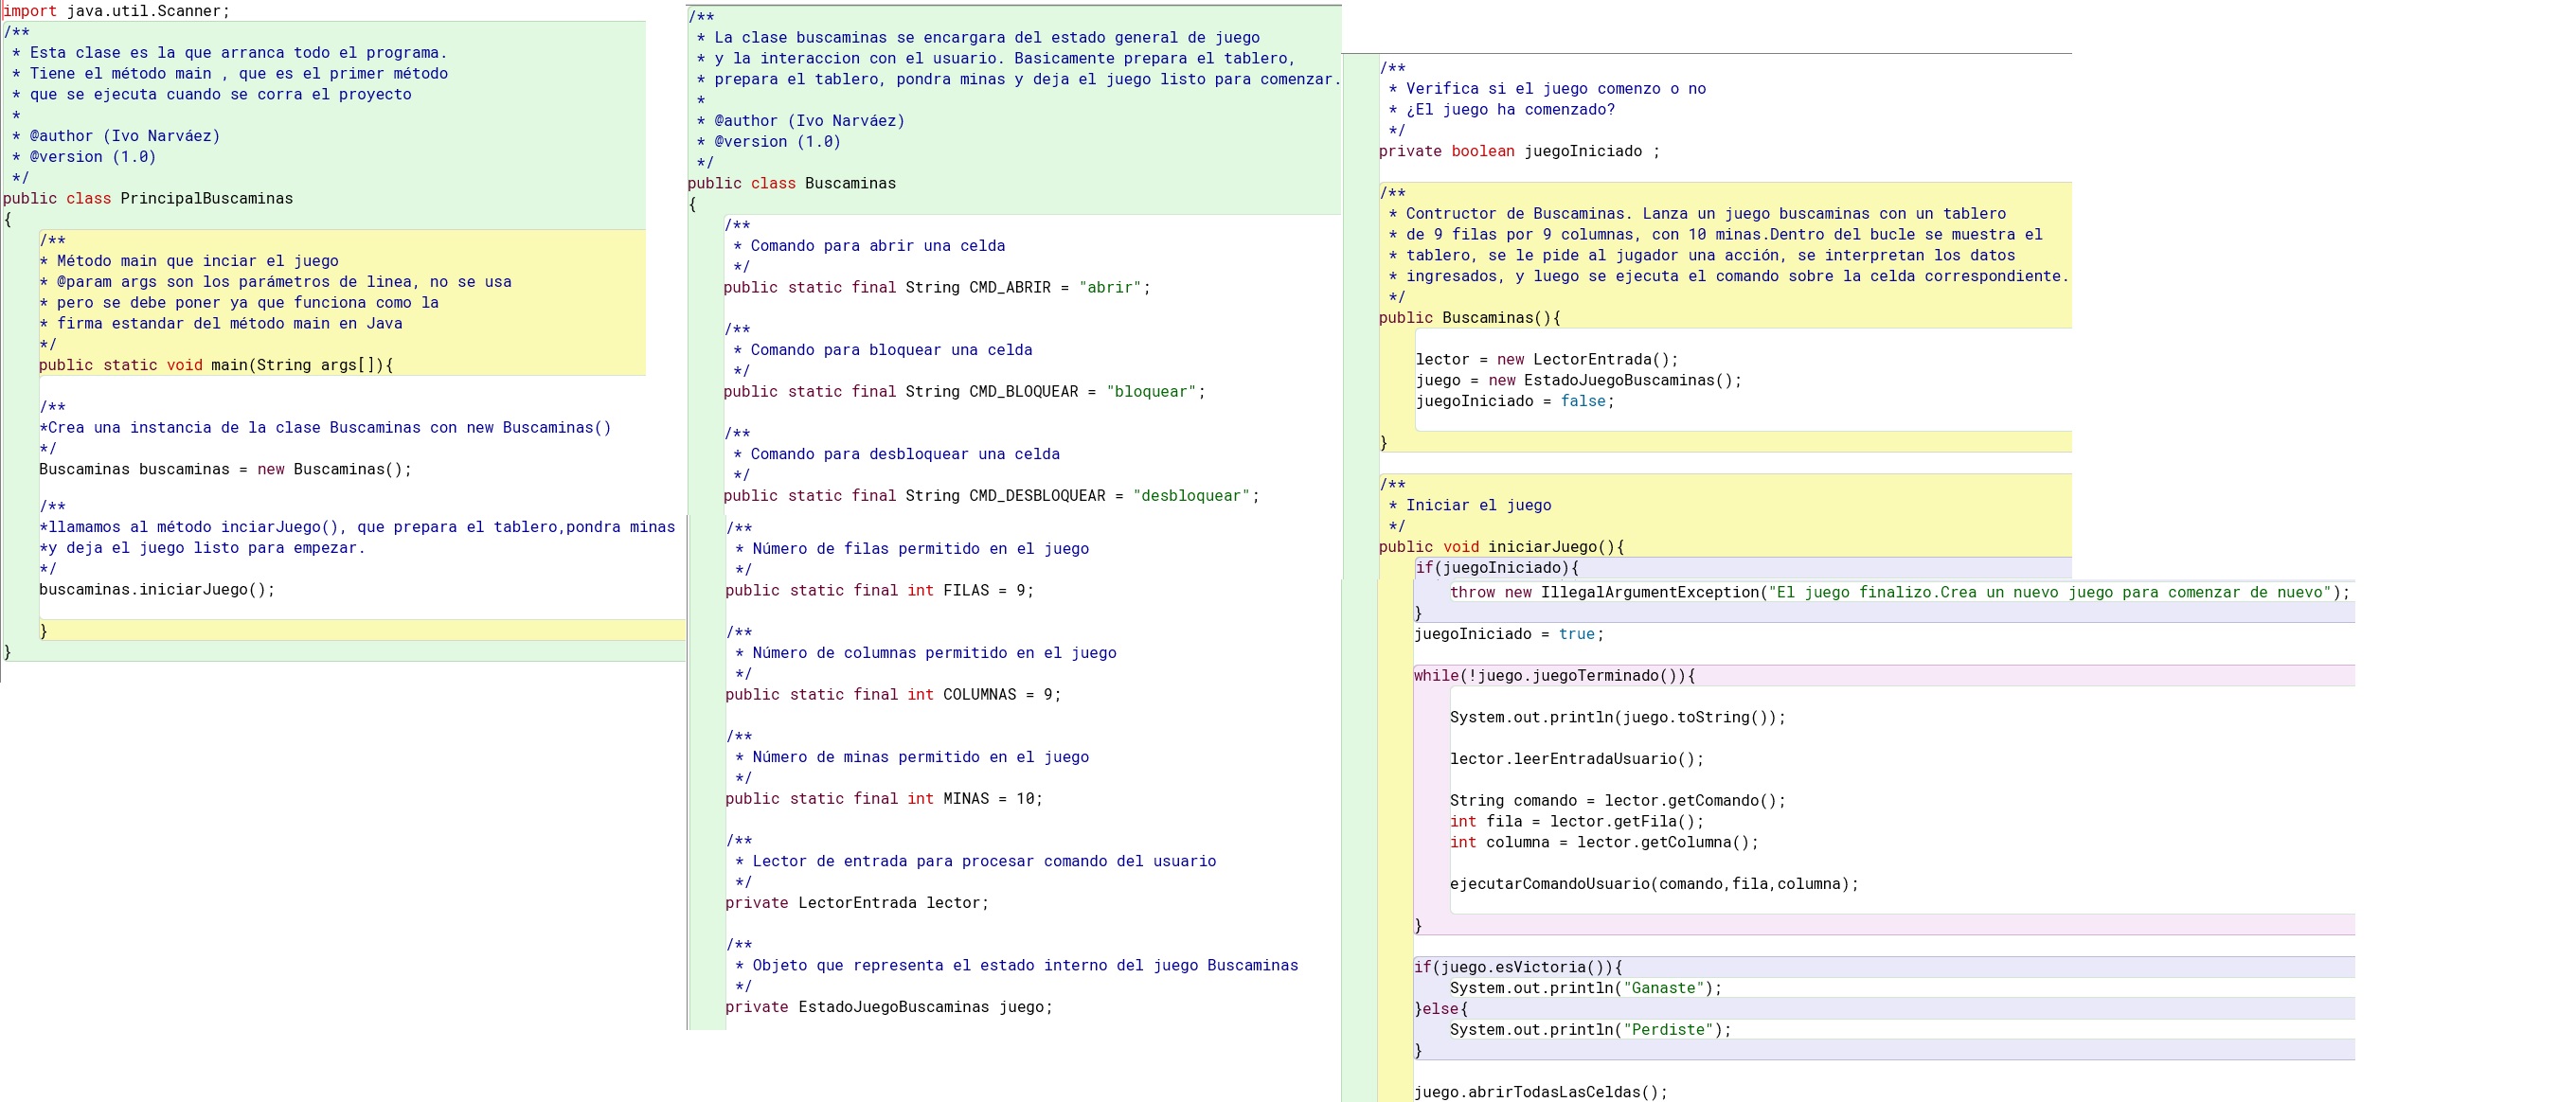 import java.util.Scanner;
/**
* Esta clase es la que arranca todo el programa.
* Tiene el método main , que es el primer método
* que se ejecuta cuando se corra el proyecto
*
* @author (Ivo Narváez)
* @version (1.0)
*/
public class PrincipalBuscaminas
{
/**
* Método main que inciar el juego
* @param args son los parámetros de linea, no se usa
* pero se debe poner ya que funciona como la
* firma estandar del método main en Java
*/
public static void main(String args[]){
/**
*Crea una instancia de la clase Buscaminas con new Buscaminas()
*/
Buscaminas buscaminas = new Buscaminas();
/**
*llamamos al método inciarJuego(), que prepara el tablero,pondra minas
*y deja el juego listo para empezar.
*/
buscaminas.iniciarJuego();
}
}
/**
* La clase buscaminas se encargara del estado general de juego
* y la interaccion con el usuario. Basicamente prepara el tablero,
* prepara el tablero, pondra minas y deja el juego listo para comenzar.
*
* @author (Ivo Narváez)
* @version (1.0)
*/
public class Buscaminas
{
/**
* Comando para abrir una celda
*/
public static final String CMD_ABRIR = "abrir";
/**
* Comando para bloquear una celda
*/
public static final String CMD_BLOQUEAR = "bloquear";
/**
* Comando para desbloquear una celda
*/
public static final String CMD_DESBLOQUEAR = "desbloquear";
/**
* Número de filas permitido en el juego
*/
public static final int FILAS = 9;
/**
* Número de columnas permitido en el juego
*/
public static final int COLUMNAS = 9;
/**
* Número de minas permitido en el juego
*/
public static final int MINAS = 10;
/**
* Lector de entrada para procesar comando del usuario
*/
private LectorEntrada lector;
/**
* Objeto que representa el estado interno del juego Buscaminas
*/
private EstadoJuegoBuscaminas juego;
/**
* Verifica si el juego comenzo o no
* ¿El juego ha comenzado?
*/
private boolean juegoIniciado ;
/**
* Contructor de Buscaminas. Lanza un juego buscaminas con un tablero
* de 9 filas por 9 columnas, con 10 minas.Dentro del bucle se muestra el
* tablero, se le pide al jugador una acción, se interpretan los datos
* ingresados, y luego se ejecuta el comando sobre la celda correspondiente.
*/
public Buscaminas(){
lector = new LectorEntrada();
juego = new EstadoJuegoBuscaminas();
juegoIniciado = false;
}
/**
* Iniciar el juego
*/
public void iniciarJuego(){
if(juegoIniciado){
throw new IllegalArgumentException("El juego finalizo.Crea un nuevo juego para comenzar de nuevo");
}
juegoIniciado = true;
while(!juego.juegoTerminado()){
System.out.println(juego.toString());
lector.leerEntradaUsuario();
String comando = lector.getComando();
int fila = lector.getFila();
int columna = lector.getColumna();
ejecutarComandoUsuario(comando,fila,columna);
}
if(juego.esVictoria()){
System.out.println("Ganaste");
}else{
System.out.println("Perdiste");
}
juego.abrirTodasLasCeldas();